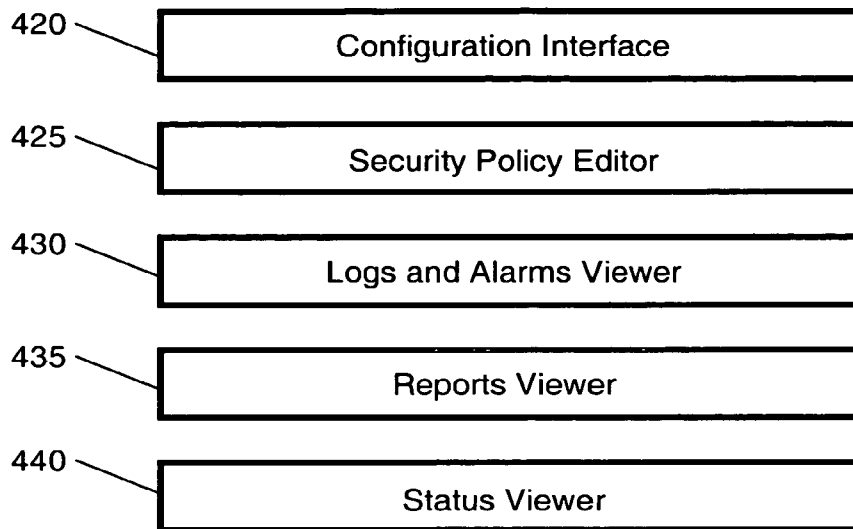 420 Configuration Interface
425 Security Policy Editor
430 Logs and Alarms Viewer
435 Reports Viewer
440 Status Viewer